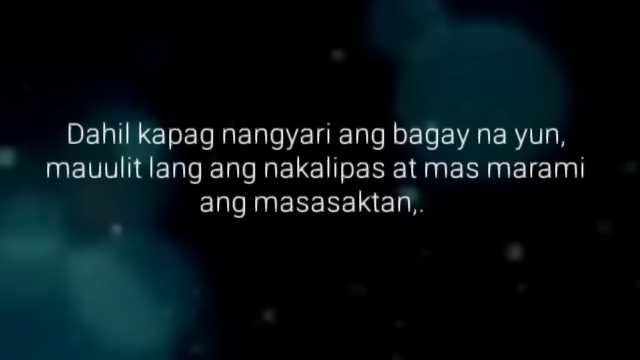 Dahil kapag nangyari ang bagay na yun,
mauulit lang ang nakalipas at mas marami
ang masasaktan,.